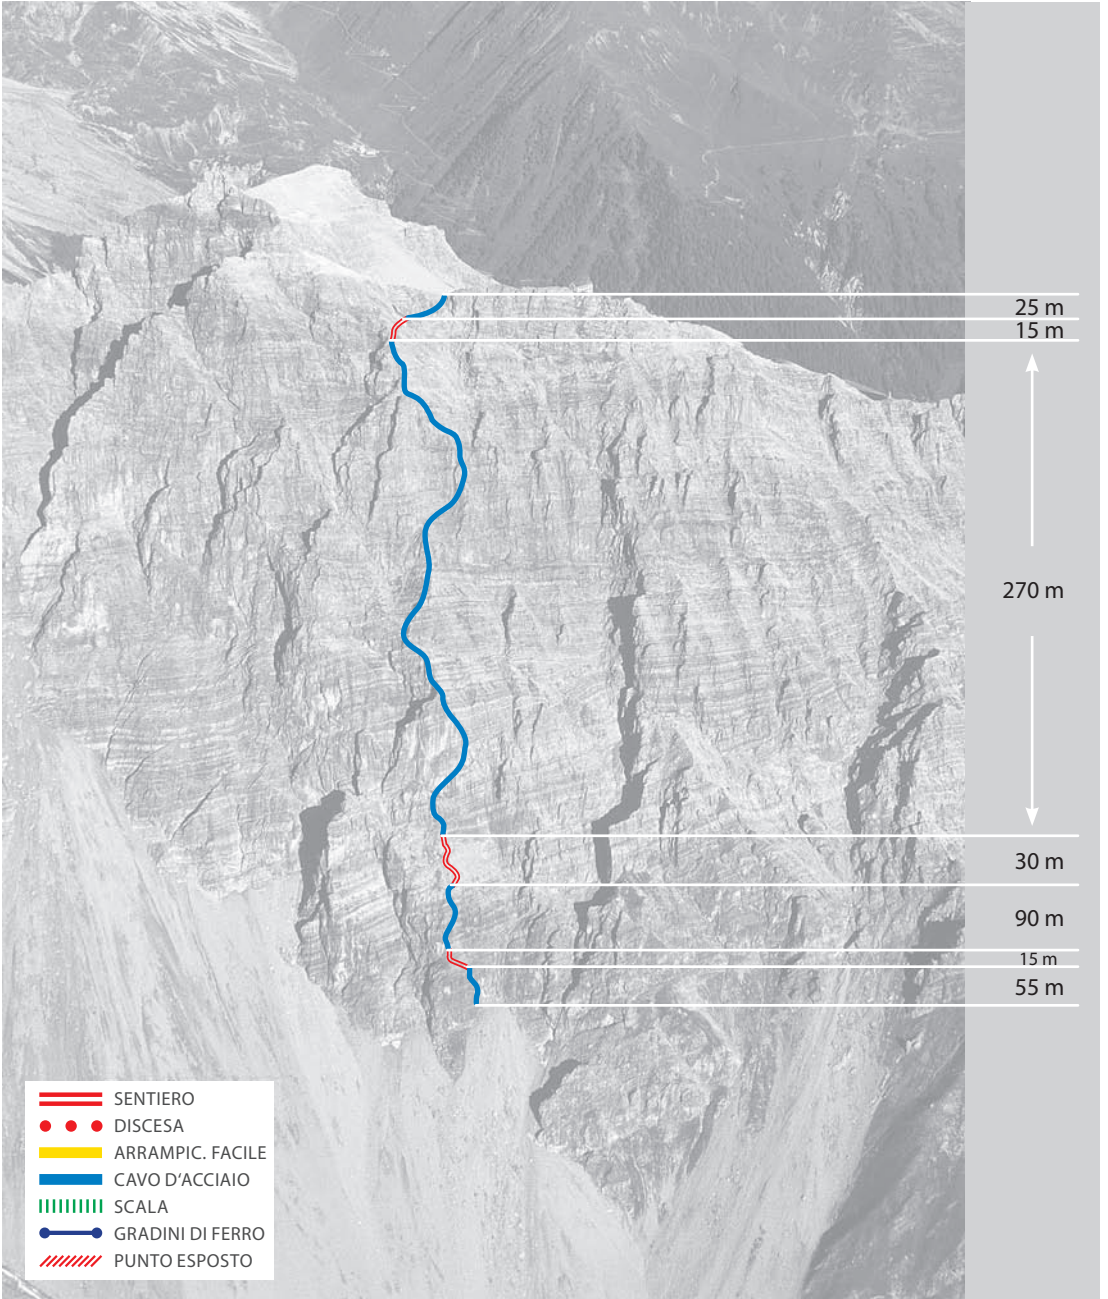 25 m
15 m
270 m
30 m
90 m
15 m
55 m
SENTIERO
DISCESA
ARRAMPIC. FACILE
CAVO D'ACCIAIO
SCALA
GRADINI DI FERRO
PUNTO ESPOSTO